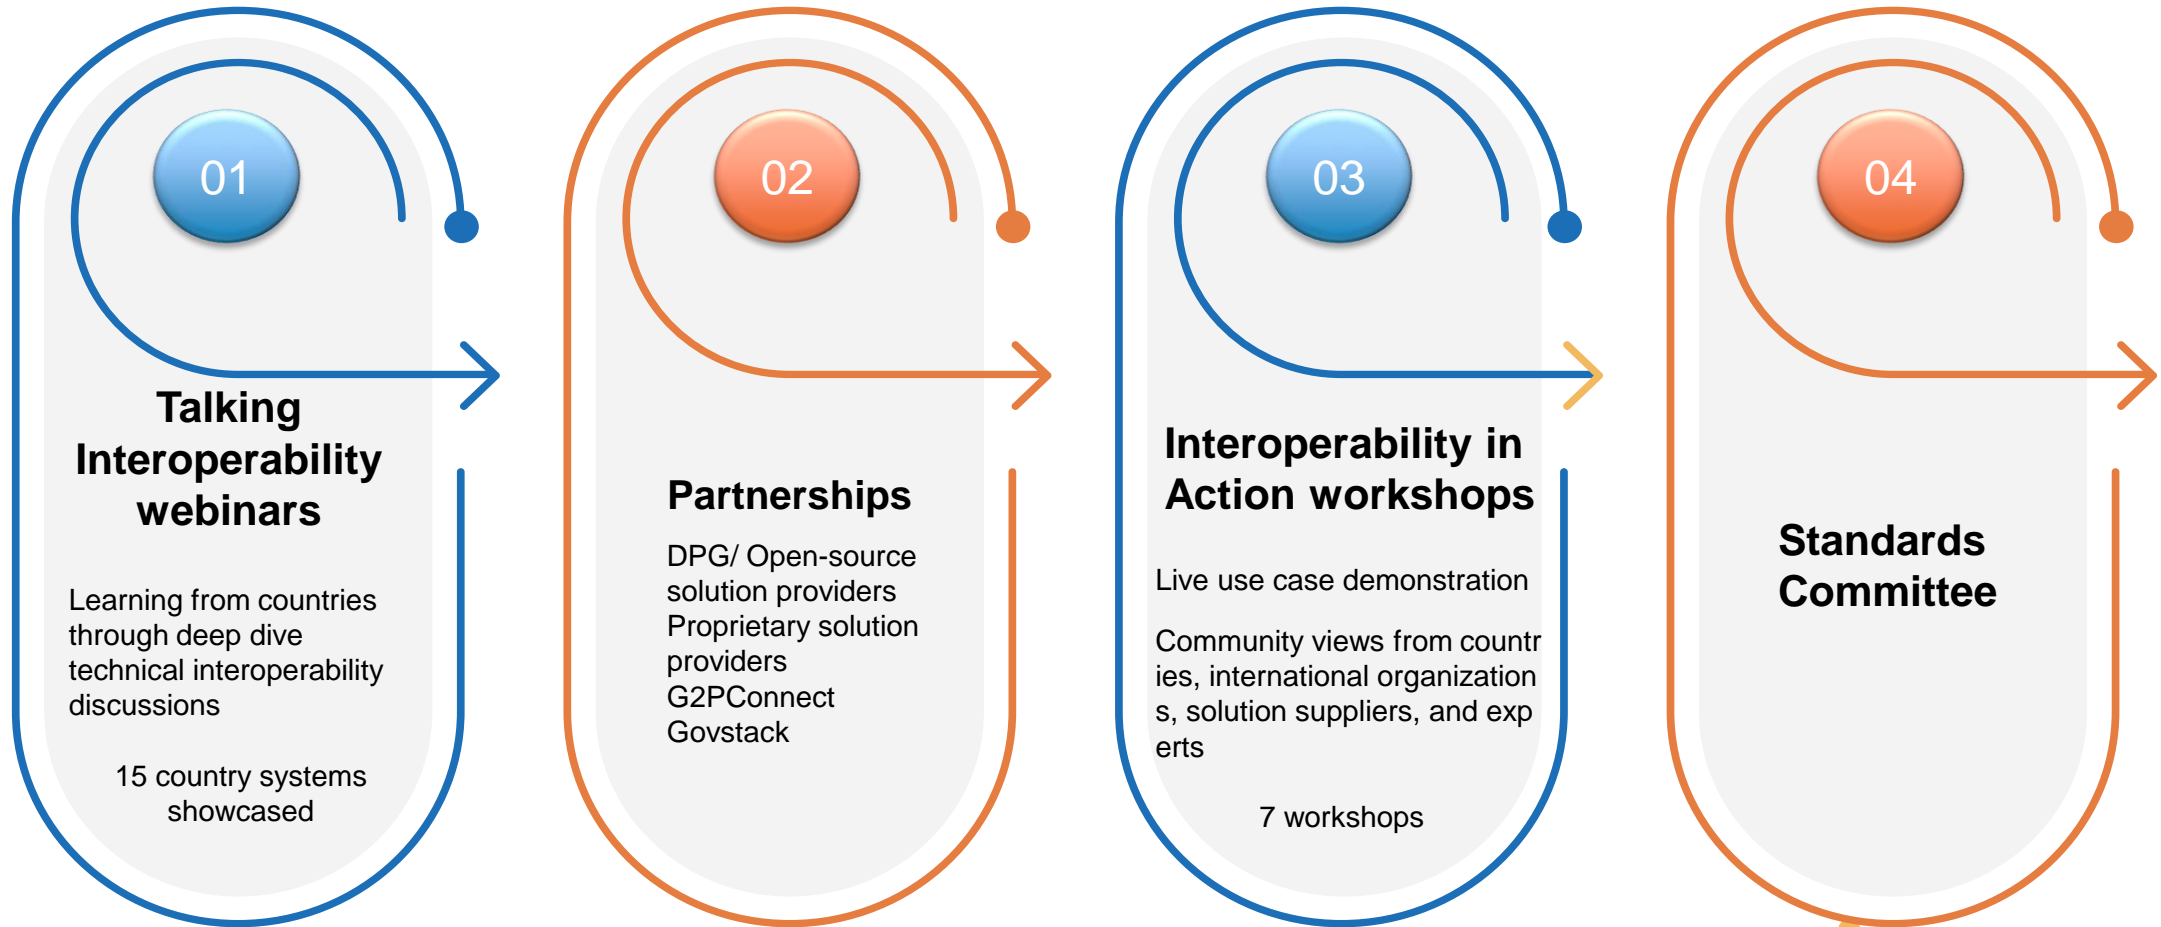 01
Talking
Interoperability
webinars
Learning from countries
through deep dive
technical interoperability
discussions
15 country systems
showcased
02
Partnerships
DPG/ Open-source
solution providers
Proprietary solution
providers
G2PConnect
Govstack
03
Interoperability in
Action workshops
Live use case demonstration
Community views from countr
ies, international organization
s, solution suppliers, and exp
erts
7 workshops
04
Standards
Committee